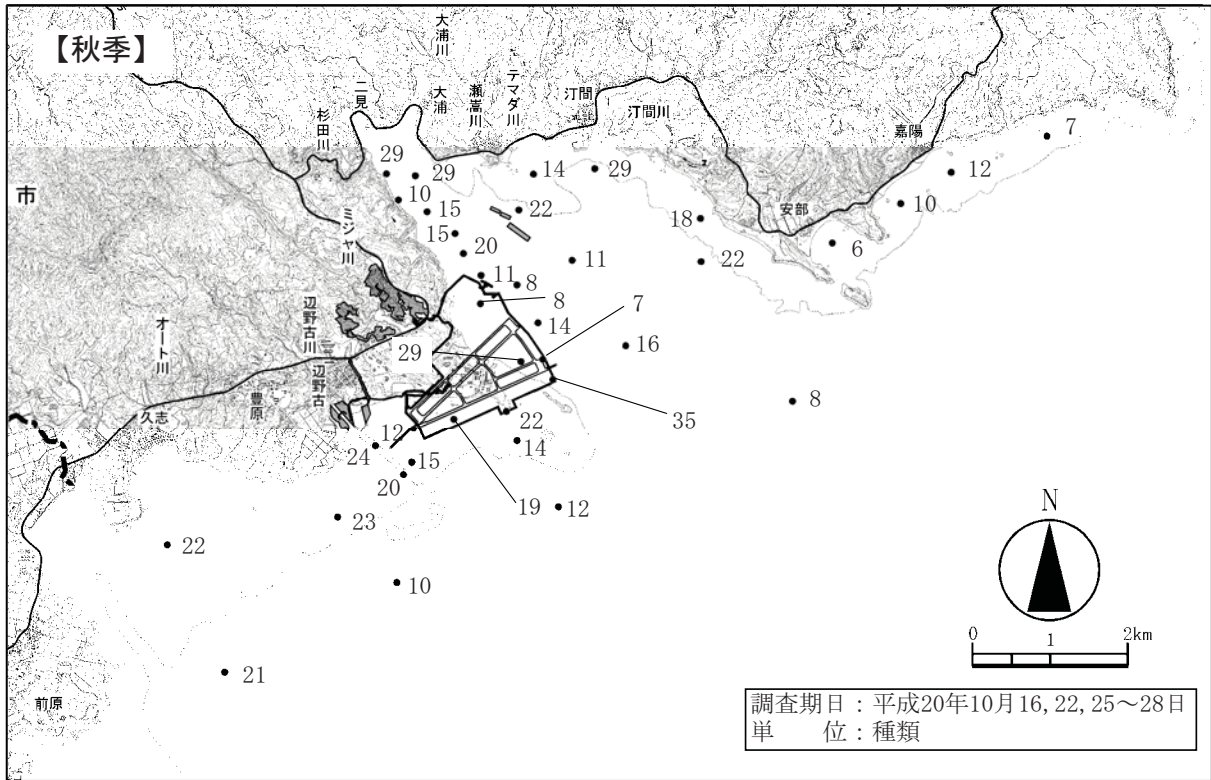 【秋季】
大浦川
テマダ川
二見
大浦
瀬嵩川
汀間
杉田川
汀間川
嘉陽
7
29
29
14
29
12
市
10
15
22
18
安部
10
ミジャ川
15
20
11
22
6
11
8
8
7
14
辺野古川
オートリ川
29
16
辺野古
豊原
8
久志
22
35
12
14
24
15
20
19
12
N
23
22
10
0 1 2km
21
前原
調査期日：平成20年10月16,22,25～28日
単　　位：種類